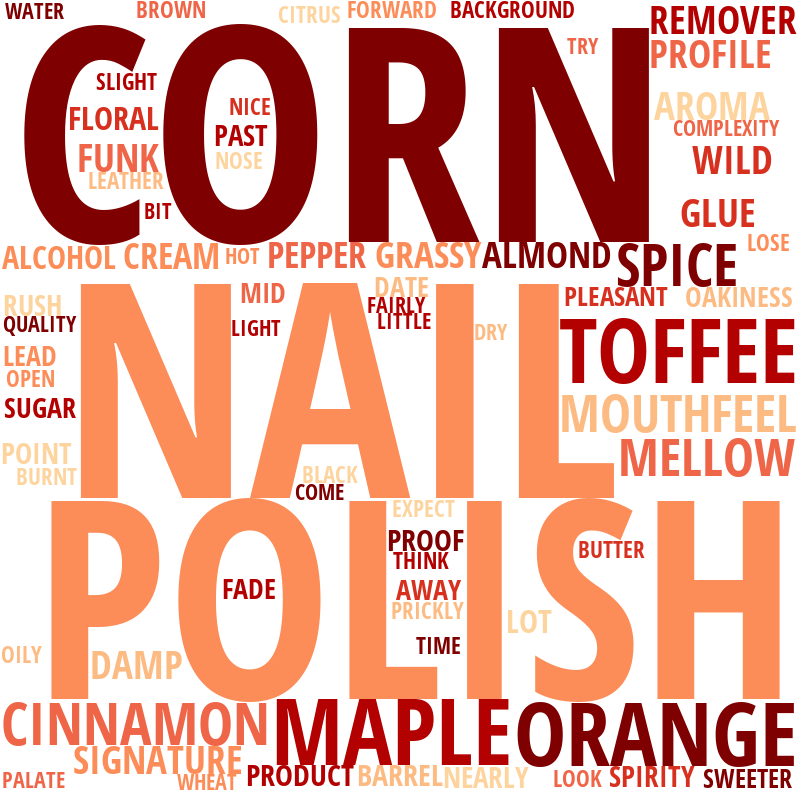 WATER BROWN CITRUS FORWARD BACKGROUND REMOVER
CORN
TRY PROFILE
SLIGHT
NICE AROMA
FLORAL PAST COMPLEXITY
FUNK NOSE WILD
LEATHER
BIT GLUE
ALCOHOL CREAM HOT PEPPER GRASSY ALMOND SPICE LOSE
RUSH MID DATE PLEASANT OAKINESS
FAIRLY
QUALITY LIGHT LITTLE DRY
NAIL
TOFFEE
LEAD
OPEN
SUGAR MOUTHFEEL
POINT MELLOW
BURNT BLACK
COME
EXPECT
POLISH
PROOF BUTTER
THINK
FADE AWAY
PRICKLY LOT
TIME
OILY DAMP
CINNAMON MAPLE ORANGE
SIGNATURE
PALATE WHEAT PRODUCT BARREL NEARLY LOOK SPIRITY SWEETER